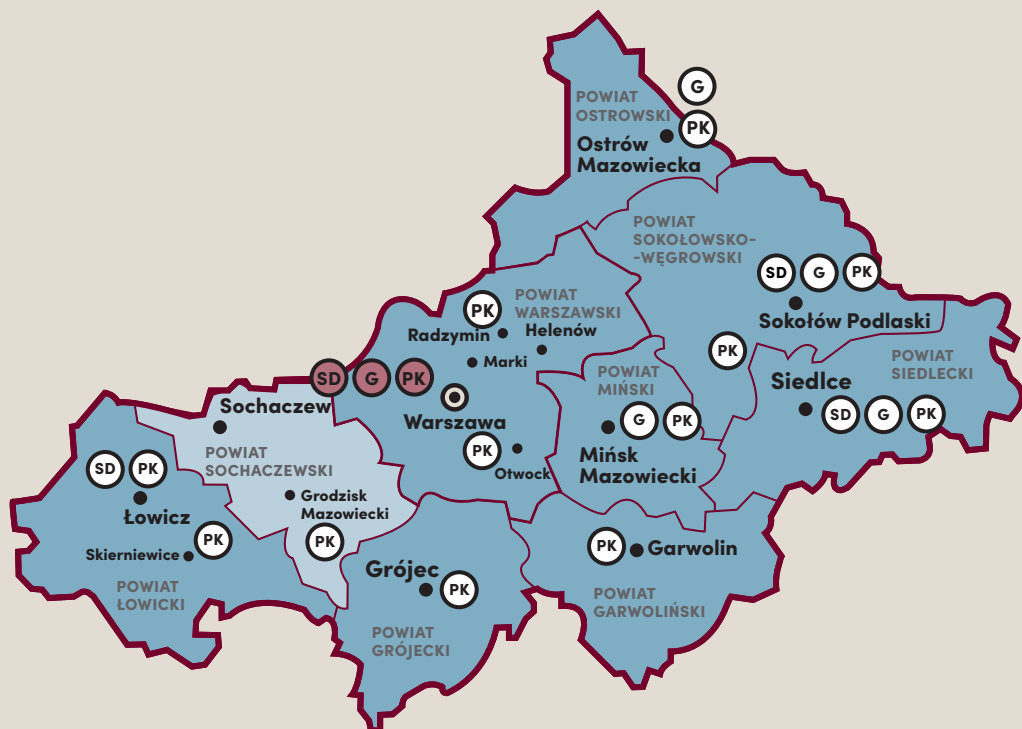 G
POWIAT
OSTROWSKI
PK
Ostrów
Mazowiecka
POWIAT
SOKOŁOWSKO-
-WĘGROWSKI
SD G PK
Sokołów Podlaski
POWIAT
WARSZAWSKI
PK
Radzymin
Helenów
Marki
PK
POWIAT
SIEDLECKI
Siedlce
SD G PK
POWIAT
MIŃSKI
G PK
Mińsk
Mazowiecki
SD G PK
Warszawa
PK
Otwock
Sochaczew
POWIAT
SOCHACZEWSKI
Grodzisk
Mazowiecki
PK
SD PK
Łowicz
PK
Skierniewice
POWIAT
ŁOWICKI
Grójec
PK
POWIAT
GRÓJECKI
PK
Garwolin
POWIAT
GARWOLIŃSKI